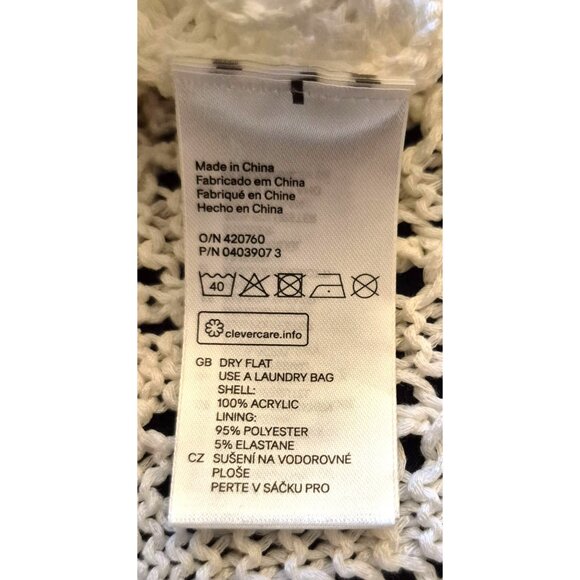 Made in China
Fabricado em China
Fabriqué en Chine
Hecho en China
O/N 420760
P/N 0403907 3
40
clevercare.info
GB DRY FLAT
USE A LAUNDRY BAG
SHELL:
100% ACRYLIC
LINING:
95% POLYESTER
5% ELASTANE
CZ SUŠENÍ NA VODOROVNÉ
PLOŠE
PERTE V SÁČKU PRO